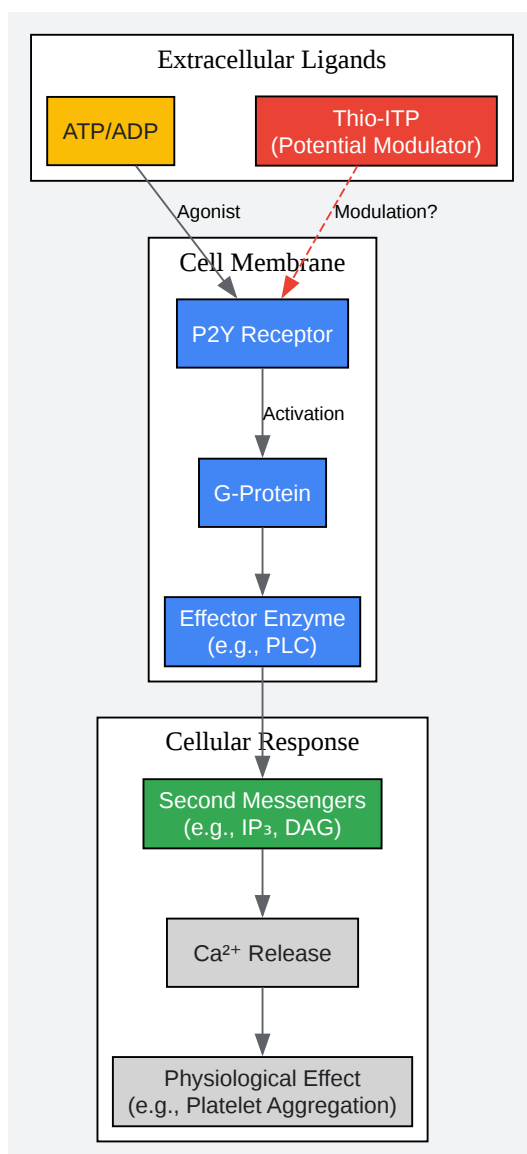 Extracellular Ligands
ATP/ADP
Thio-ITP
(Potential Modulator)
Agonist
Modulation?
Cell Membrane
P2Y Receptor
Activation
G-Protein
Effector Enzyme
(e.g., PLC)
Cellular Response
Second Messengers
(e.g., IP₃, DAG)
Ca²⁺ Release
Physiological Effect
(e.g., Platelet Aggregation)